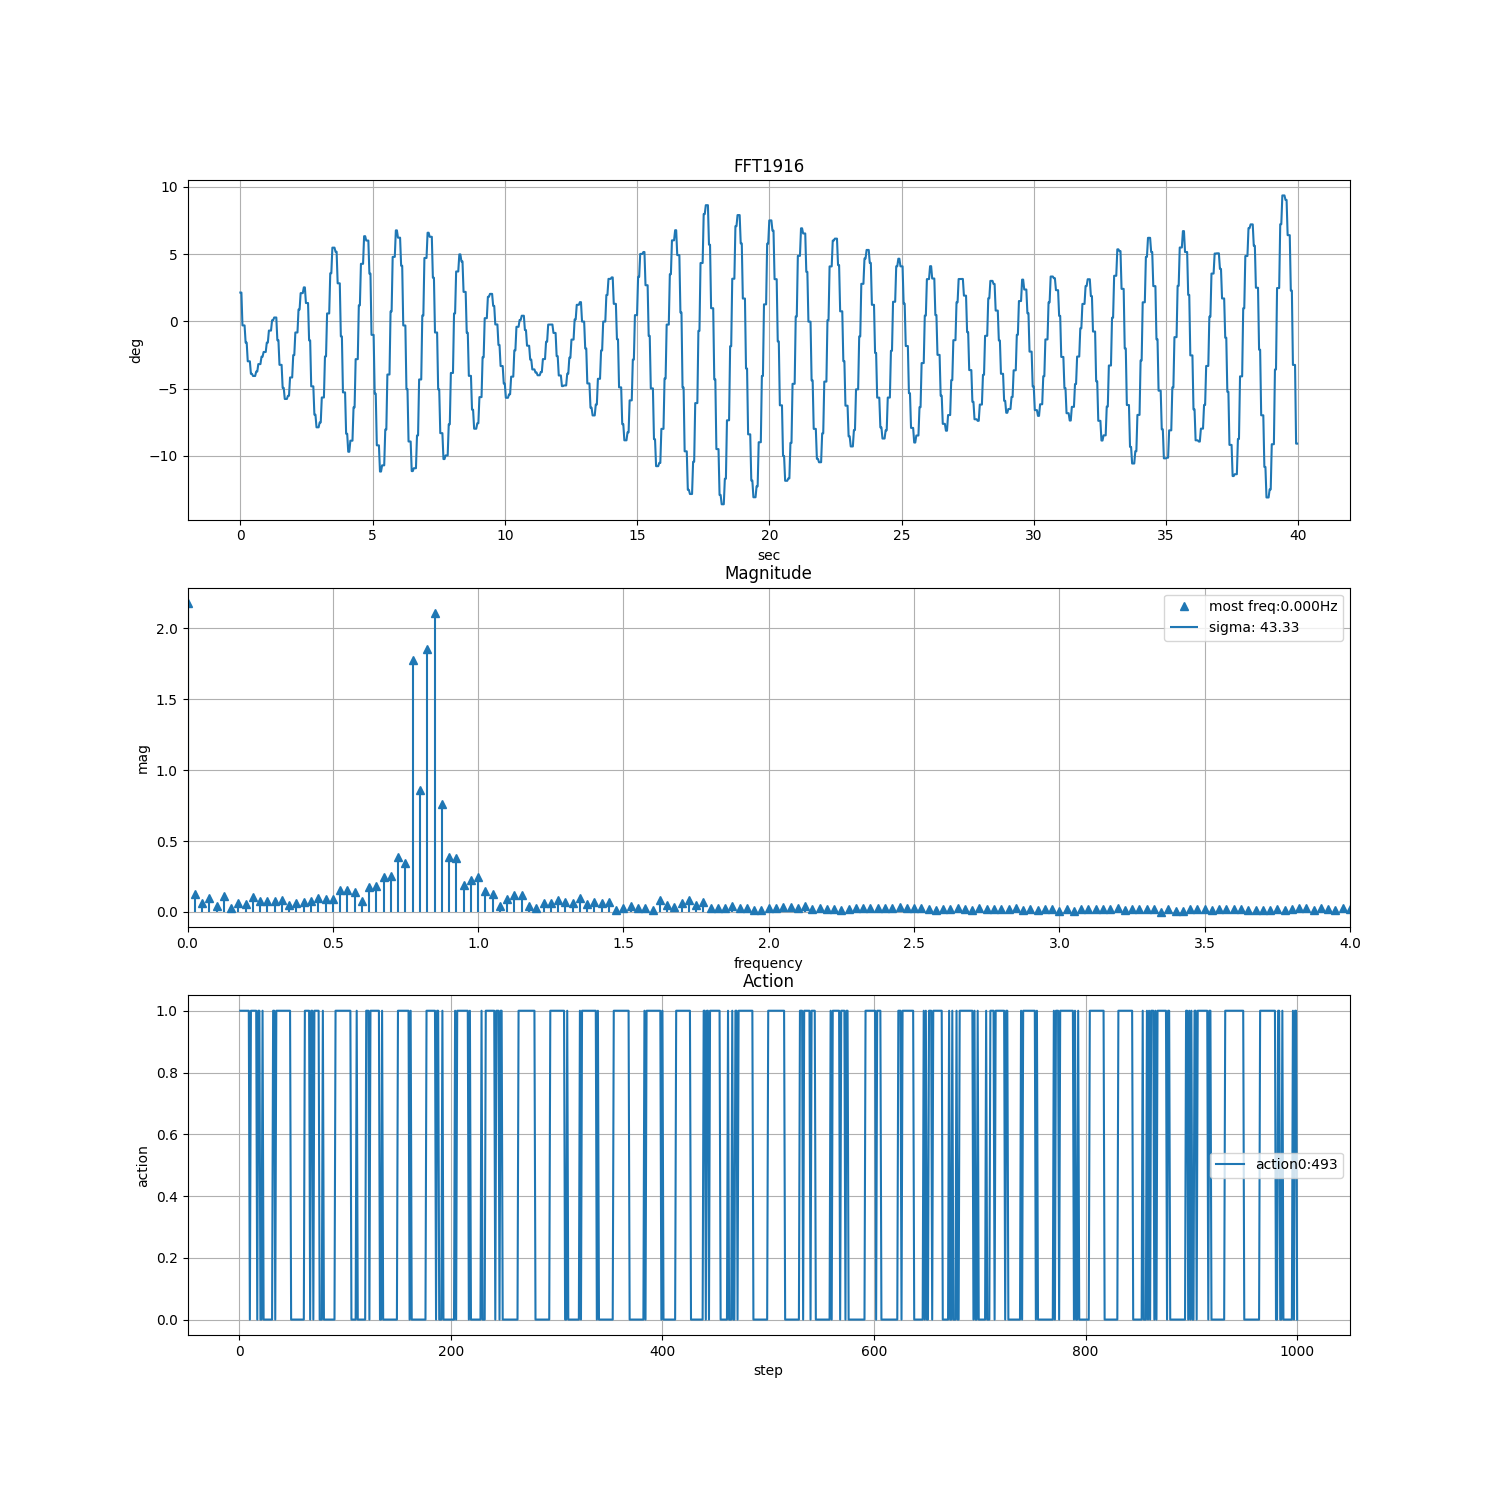 FFT1916
10
5
0
−5
−10
deg
0 5 10 15 20 25 30 35 40
sec
Magnitude
most freq:0.000Hz
sigma: 43.33
2.0
1.5
1.0
0.5
0.0
mag
0.0 0.5 1.0 1.5 2.0 2.5 3.0 3.5 4.0
frequency
Action
1.0
0.8
0.6
0.4
0.2
0.0
action
action0:493
0 200 400 600 800 1000
step